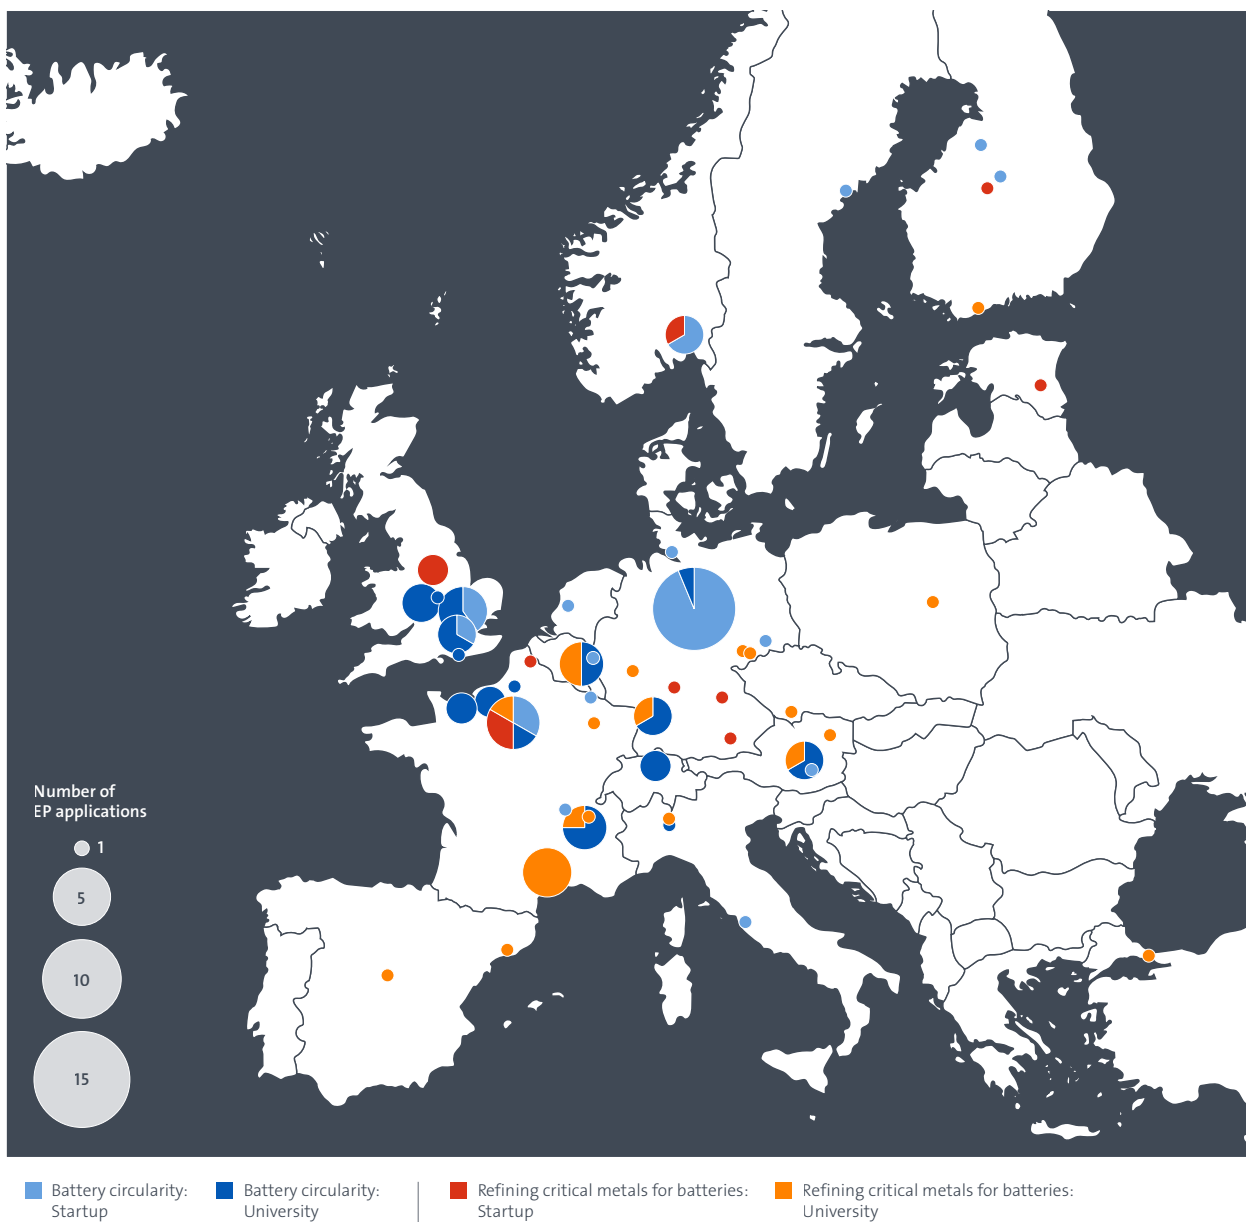 Number of
EP applications
1
5
10
15
Battery circularity:
Startup
Battery circularity:
University
Refining critical metals for batteries:
Startup
Refining critical metals for batteries:
University